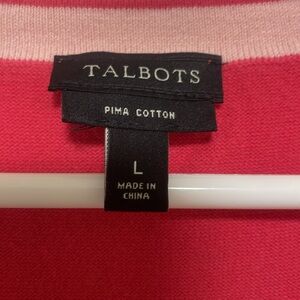 TALBOTS
PIMA COTTON
L
MADE IN
CHINA